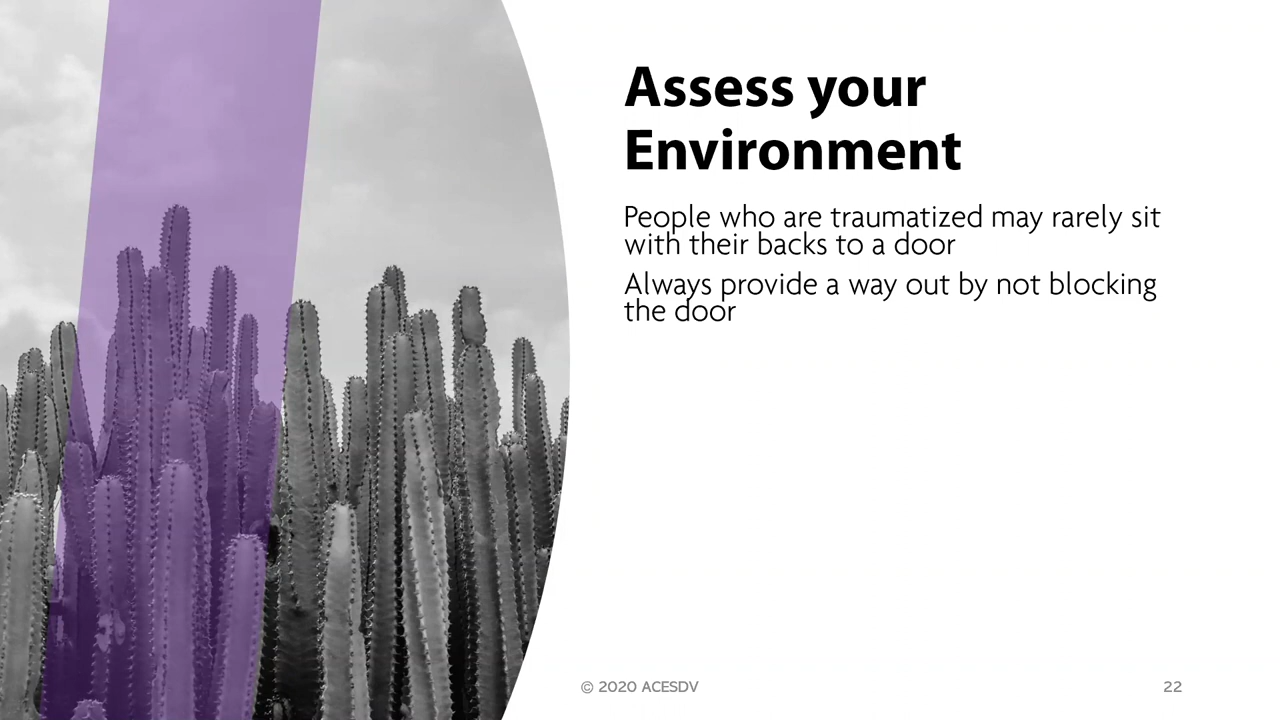 Assess your
Environment
People who are traumatized may rarely sit
with their backs to a door
Always provide a way out by not blocking
the door
© 2020 ACESDV
22